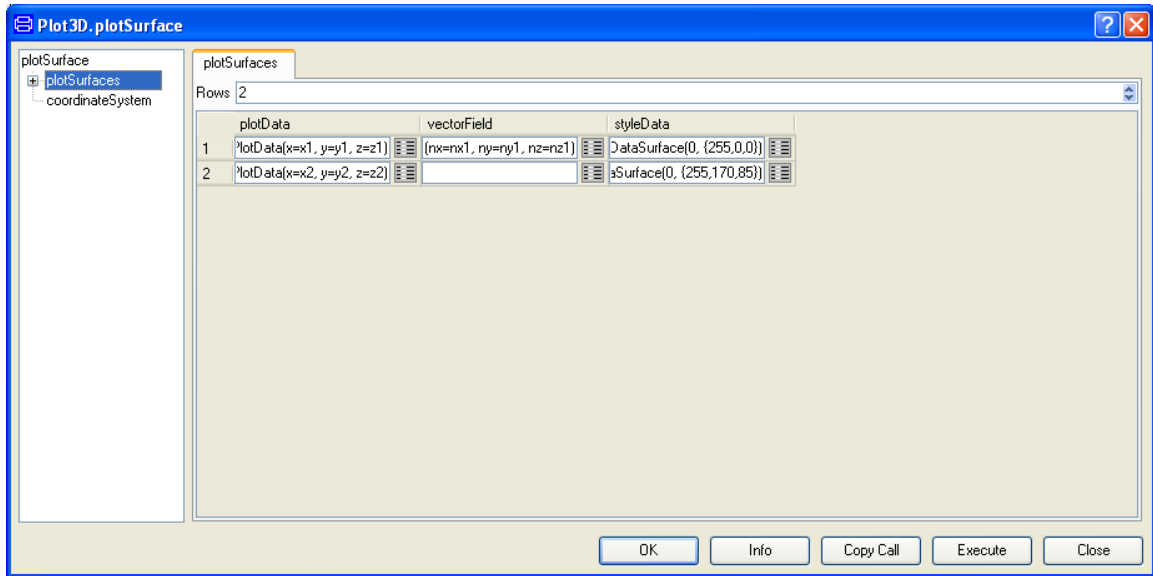 Plot3D.plotSurface
plotSurface
plotSurfaces
coordinateSystem
plotSurfaces
Rows 2
plotData vectorField styleData
1 PlotData(x=x1, y=y1, z=z1) (nx=nx1, ny=ny1, nz=nz1) DataSurface(0, {255,0,0})
2 PlotData(x=x2, y=y2, z=z2) aSurface(0, {255,170,85})
OK Info Copy Call Execute Close